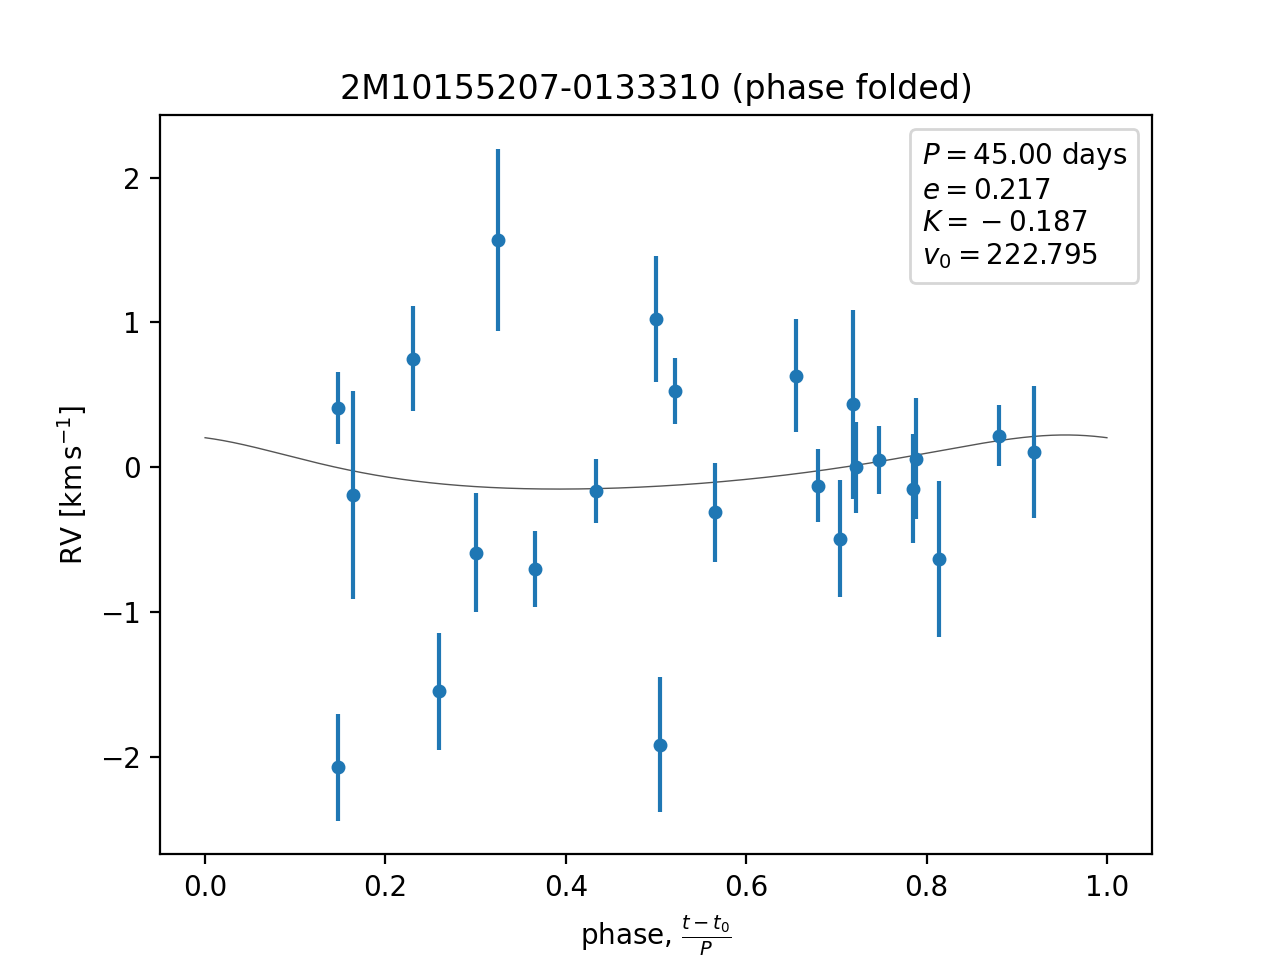 2M10155207-0133310 (phase folded)
P = 45.00 days
e = 0.217
K = −0.187
v₀ = 222.795
2
1
0
−1
−2
RV [km s⁻¹]
0.0 0.2 0.4 0.6 0.8 1.0
phase, (t − t₀)/P